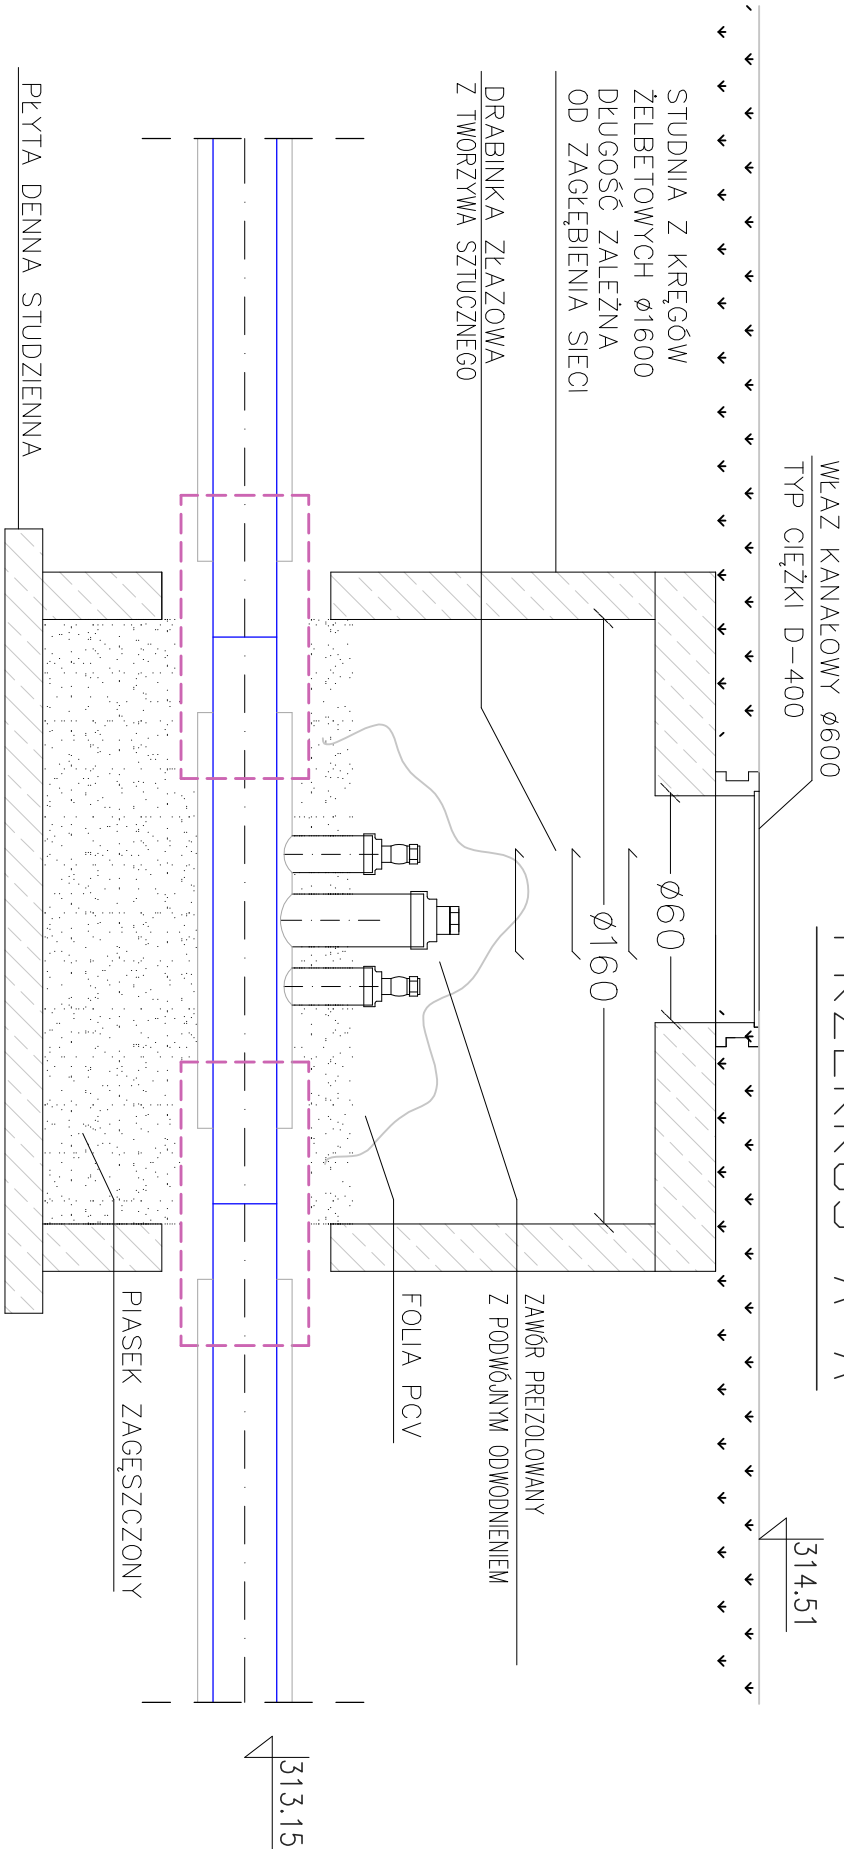 WŁAZ KANAŁOWY ø600
TYP CIĘŻKI D-400
STUDNIA Z KRĘGÓW
ŻELBETOWYCH ø1600
DŁUGOŚĆ ZALEŻNA
OD ZAGŁĘBIENIA SIECI
DRABINKA ZŁAZOWA
Z TWORZYWA SZTUCZNEGO
PŁYTA DENNA STUDZIENNA
ø60
ø160
ZAWÓR PREIZOLOWANY
Z PODWÓJNYM ODWODNIENIEM
FOLIA PCV
PIASEK ZAGĘSZCZONY
314.51
313.15